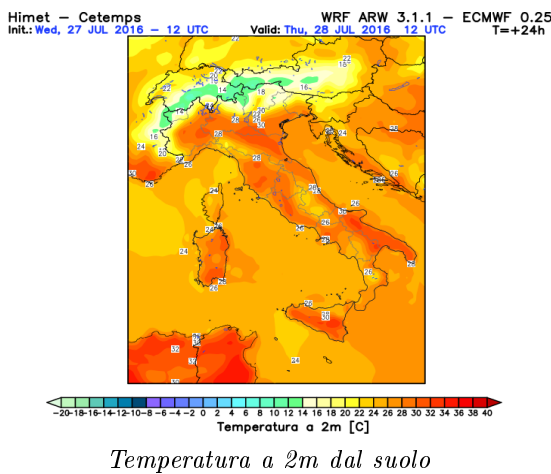 Himet – Cetemps WRF ARW 3.1.1 – ECMWF 0.25
Init.: Wed, 27 JUL 2016 – 12 UTC Valid: Thu, 28 JUL 2016 12 UTC T=+24h
-20-18-16-14-12-10-8 -6 -4 -2 0 2 4 6 8 10 12 14 16 18 20 22 24 26 28 30 32 34 36 38 40
Temperatura a 2m [C]
Temperatura a 2m dal suolo